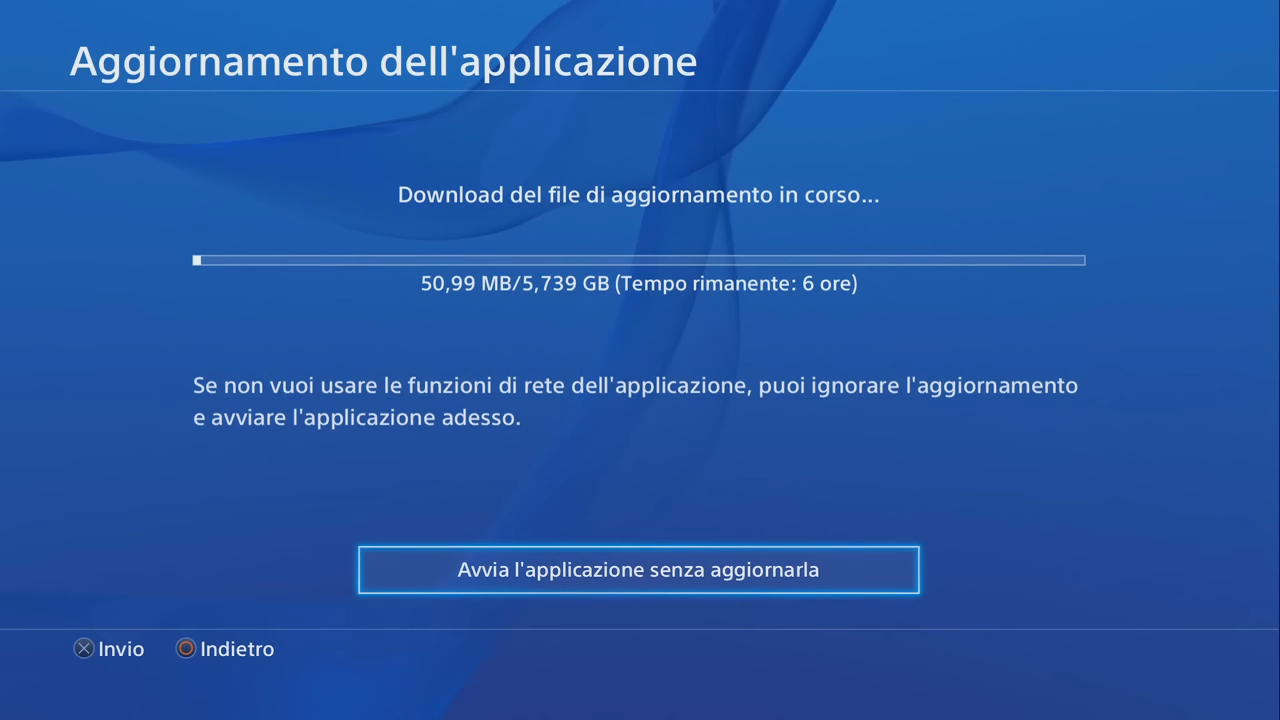 Aggiornamento dell'applicazione
Download del file di aggiornamento in corso...
50,99 MB/5,739 GB (Tempo rimanente: 6 ore)
Se non vuoi usare le funzioni di rete dell'applicazione, puoi ignorare l'aggiornamento
e avviare l'applicazione adesso.
Avvia l'applicazione senza aggiornarla
Invio Indietro